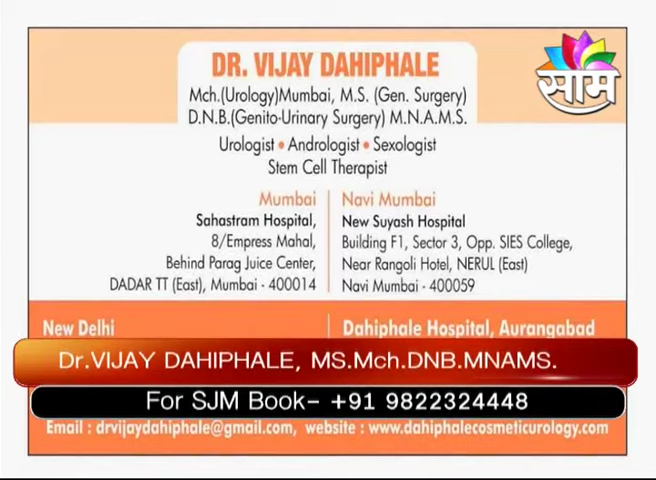 DR. VIJAY DAHIPHALE
साम
Mch.(Urology)Mumbai, M.S. (Gen. Surgery)
D.N.B.(Genito-Urinary Surgery) M.N.A.M.S.
Urologist • Andrologist • Sexologist
Stem Cell Therapist
Mumbai
Sahastram Hospital,
8/Empress Mahal,
Behind Parag Juice Center,
DADAR TT (East), Mumbai - 400014
Navi Mumbai
New Suyash Hospital
Building F1, Sector 3, Opp. SIES College,
Near Rangoli Hotel, NERUL (East)
Navi Mumbai - 400059
New Delhi
Dahiphale Hospital, Aurangabad
Dr.VIJAY DAHIPHALE, MS.Mch.DNB.MNAMS.
For SJM Book- +91 9822324448
Email : drvijaydahiphale@gmail.com, website : www.dahiphalecosmeticurology.com